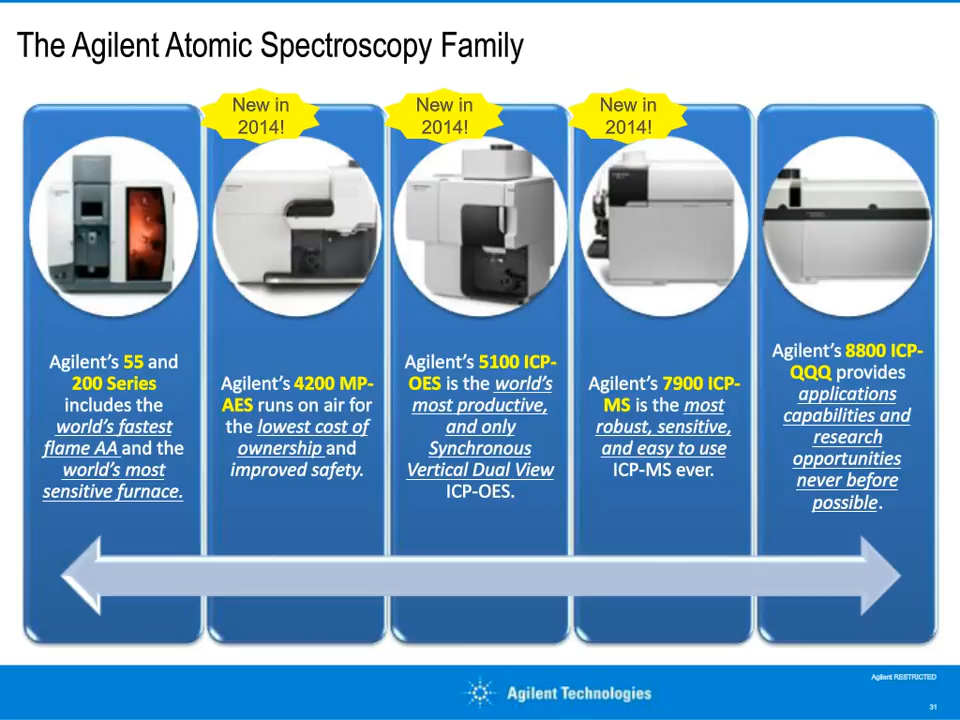 The Agilent Atomic Spectroscopy Family
New in
2014!
New in
2014!
New in
2014!
Agilent's 55 and
200 Series
includes the
world's fastest
flame AA and the
world's most
sensitive furnace.
Agilent's 4200 MP-
AES runs on air for
the lowest cost of
ownership and
improved safety.
Agilent's 5100 ICP-
OES is the world's
most productive,
and only
Synchronous
Vertical Dual View
ICP-OES.
Agilent's 7900 ICP-
MS is the most
robust, sensitive,
and easy to use
ICP-MS ever.
Agilent's 8800 ICP-
QQQ provides
applications
capabilities and
research
opportunities
never before
possible.
Agilent RESTRICTED
Agilent Technologies
31